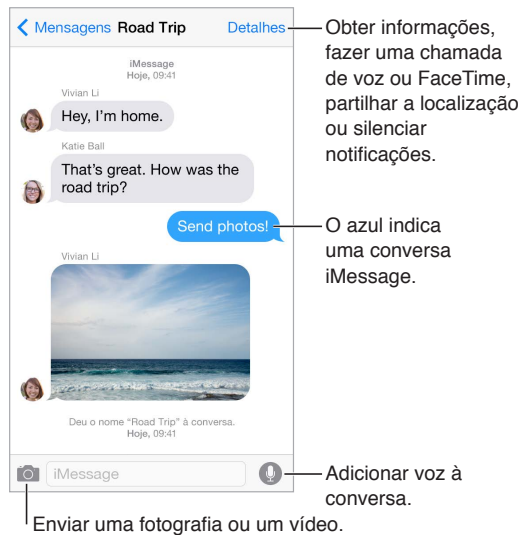 Mensagens Road Trip Detalhes
iMessage
Hoje, 09:41
Vivian Li
Hey, I'm home.
Katie Ball
That's great. How was the
road trip?
Send photos!
Vivian Li
Deu o nome “Road Trip” à conversa.
Hoje, 09:41
iMessage
Obter informações,
fazer uma chamada
de voz ou FaceTime,
partilhar a localização
ou silenciar
notificações.
O azul indica
uma conversa
iMessage.
Adicionar voz à
conversa.
Enviar uma fotografia ou um vídeo.